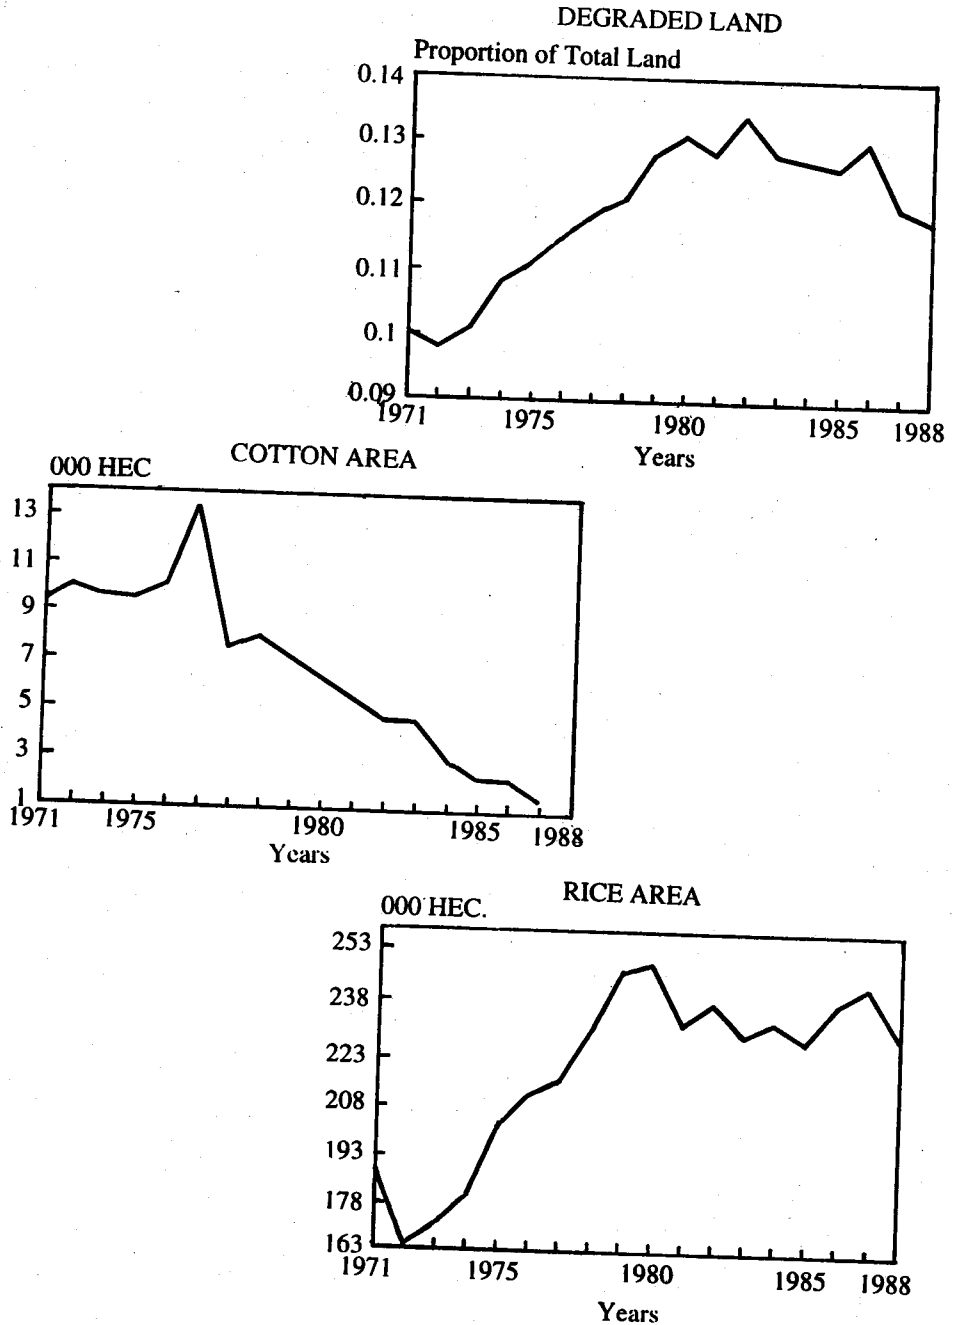 DEGRADED LAND
Proportion of Total Land
0.14
0.13
0.12
0.11
0.1
0.09
1971 1975 1980 1985 1988
Years
COTTON AREA
000 HEC
13
11
9
7
5
3
1
1971 1975 1980 1985 1988
Years
RICE AREA
000 HEC.
253
238
223
208
193
178
163
1971 1975 1980 1985 1988
Years